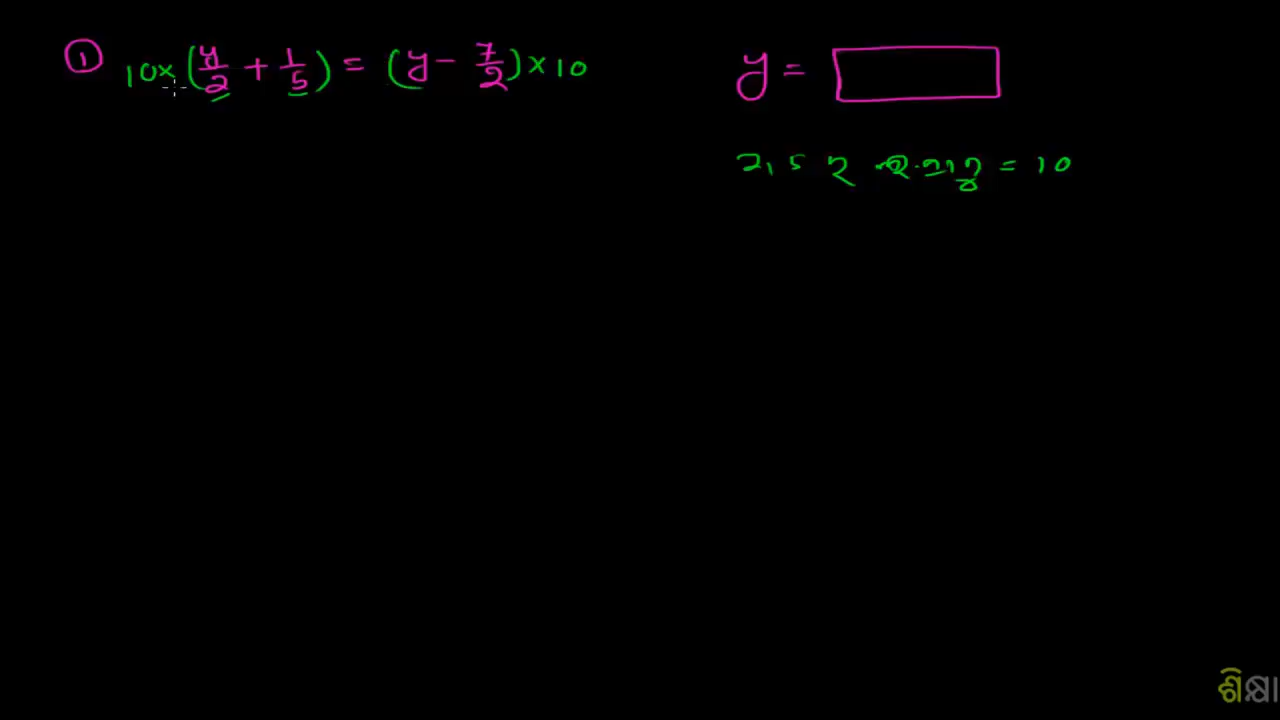 ① 10×(y/2 + 1/5) = (y − 7/2) × 10
y =
2, 5 ର ଲ.ସା.ଗୁ = 10
ଶିକ୍ଷା